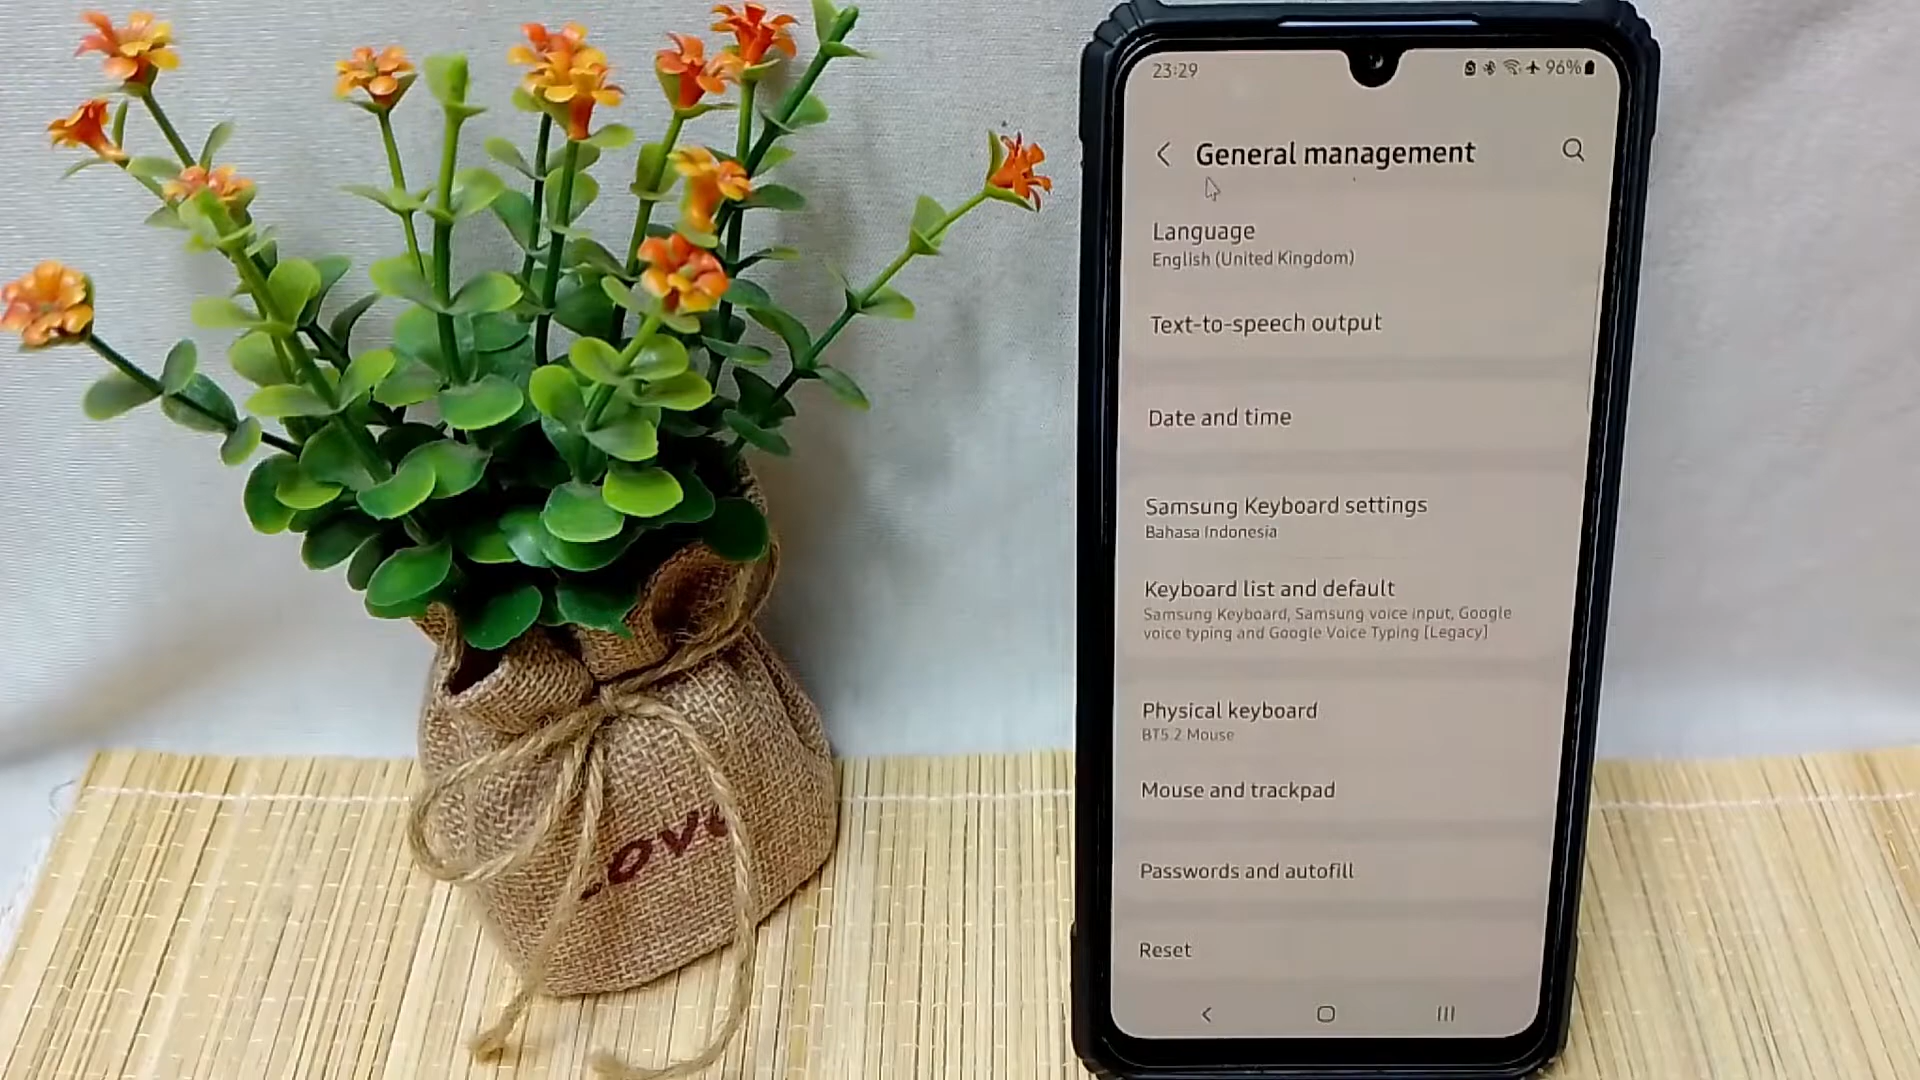 23:29
96%
General management
Language
English (United Kingdom)
Text-to-speech output
Date and time
Samsung Keyboard settings
Bahasa Indonesia
Keyboard list and default
Samsung Keyboard, Samsung voice input, Google
voice typing and Google Voice Typing [Legacy]
Physical keyboard
BT5.2 Mouse
Mouse and trackpad
Passwords and autofill
Reset
Love